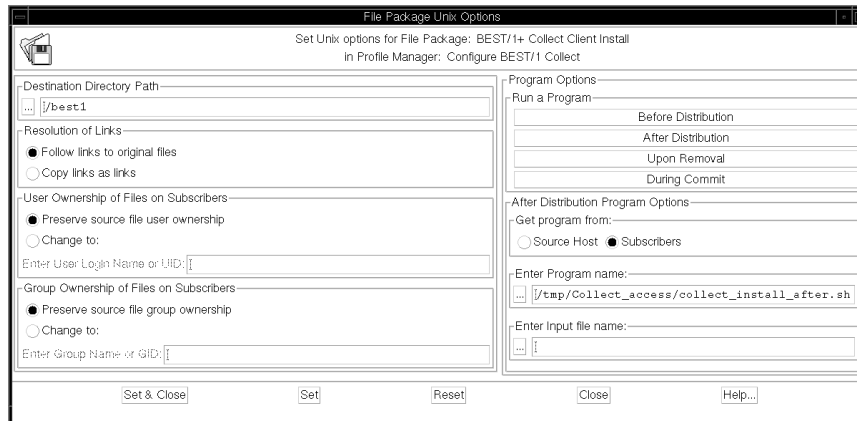 File Package Unix Options
Set Unix options for File Package: BEST/1+ Collect Client Install
in Profile Manager: Configure BEST/1 Collect
Destination Directory Path
... /best1
Resolution of Links
Follow links to original files
Copy links as links
User Ownership of Files on Subscribers
Preserve source file user ownership
Change to:
Enter User Login Name or UID:
Group Ownership of Files on Subscribers
Preserve source file group ownership
Change to:
Enter Group Name or GID:
Program Options
Run a Program
Before Distribution
After Distribution
Upon Removal
During Commit
After Distribution Program Options
Get program from:
Source Host Subscribers
Enter Program name:
... /tmp/Collect_access/collect_install_after.sh
Enter Input file name:
...
Set & Close Set Reset Close Help...